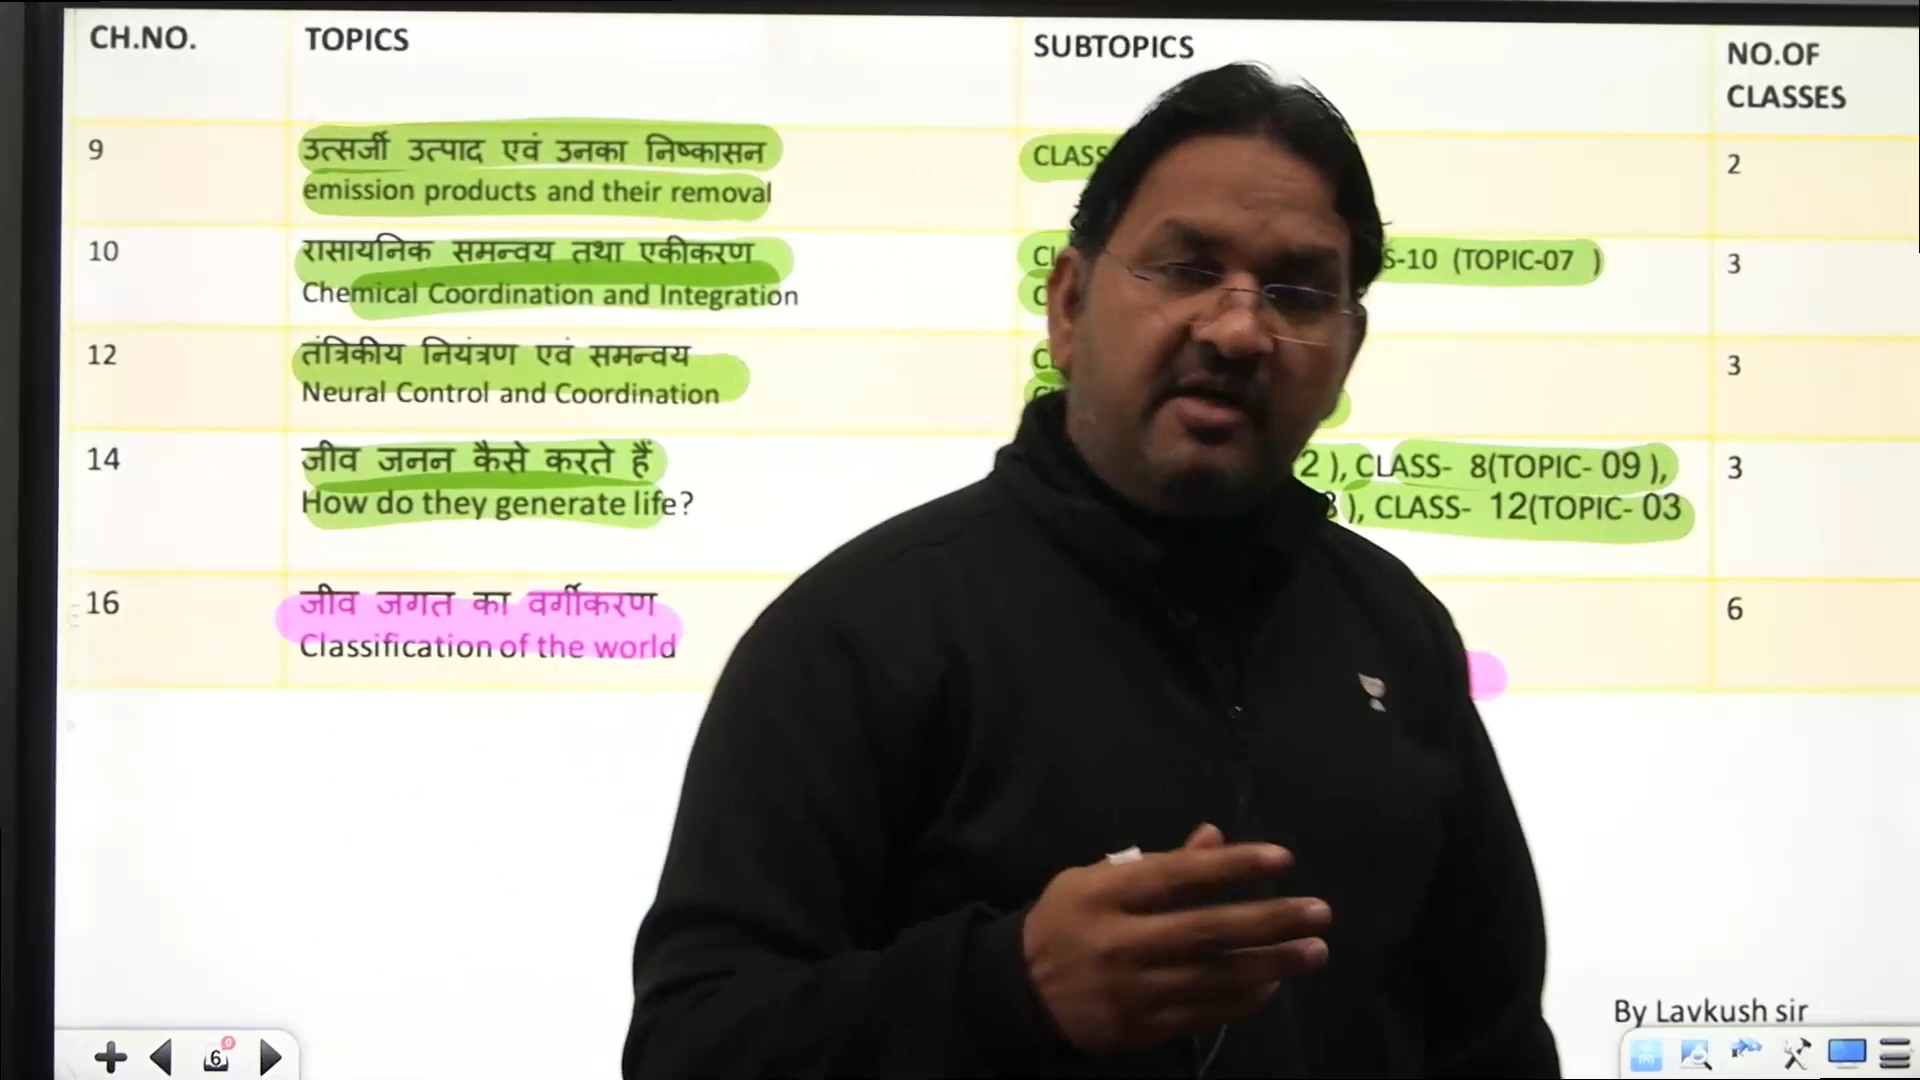 CH.NO. TOPICS SUBTOPICS NO.OF
CLASSES
9 उत्सर्जी उत्पाद एवं उनका निष्कासन CLASS 2
emission products and their removal
10 रासायनिक समन्वय तथा एकीकरण S-10 (TOPIC-07 ) 3
Chemical Coordination and Integration
12 तंत्रिकीय नियंत्रण एवं समन्वय 3
Neural Control and Coordination
14 जीव जनन कैसे करते हैं 2 ), CLASS- 8(TOPIC- 09 ), 3
How do they generate life? ), CLASS- 12(TOPIC- 03
16 जीव जगत का वर्गीकरण 6
Classification of the world
By Lavkush sir
6 0